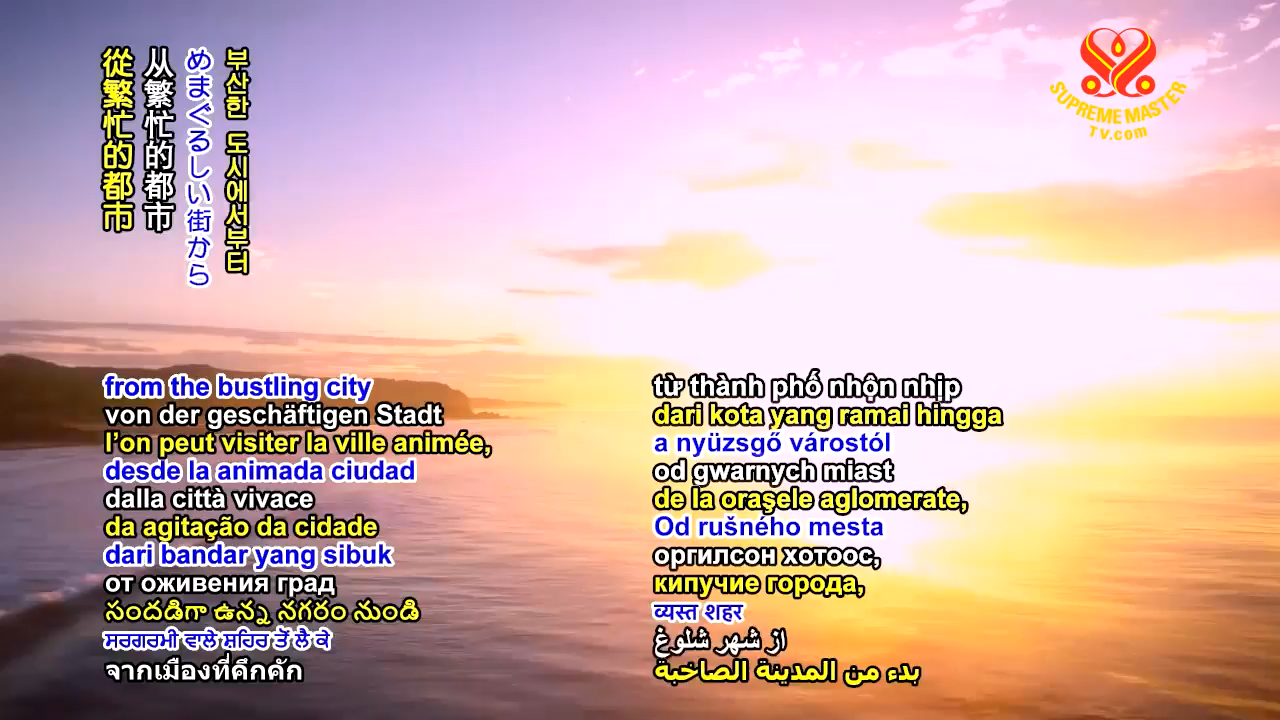 從繁忙的都市
从繁忙的都市
めまぐるしい街から
부산한 도시에서부터
SUPREME MASTER
TV.com
from the bustling city
von der geschäftigen Stadt
l’on peut visiter la ville animée,
desde la animada ciudad
dalla città vivace
da agitação da cidade
dari bandar yang sibuk
от оживения град
సందడిగా ఉన్న నగరం నుండి
ਸਰਗਰਮੀ ਵਾਲੇ ਸ਼ਹਿਰ ਤੋਂ ਲੈ ਕੇ
จากเมืองที่คึกคัก
từ thành phố nhộn nhịp
dari kota yang ramai hingga
a nyüzsgő várostól
od gwarnych miast
de la oraşele aglomerate,
Od rušného mesta
оргилсон хотоос,
кипучие города,
व्यस्त शहर
از شهر شلوغ
بدء من المدينة الصاخبة